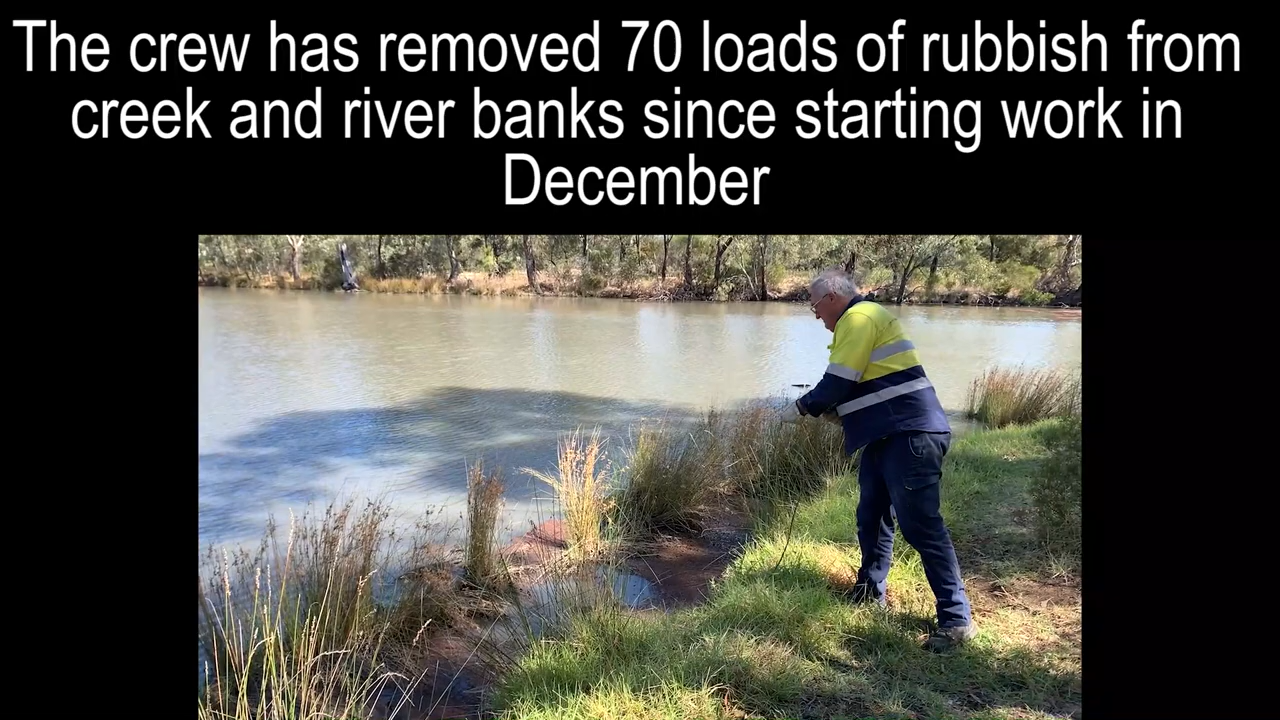 The crew has removed 70 loads of rubbish from
creek and river banks since starting work in
December